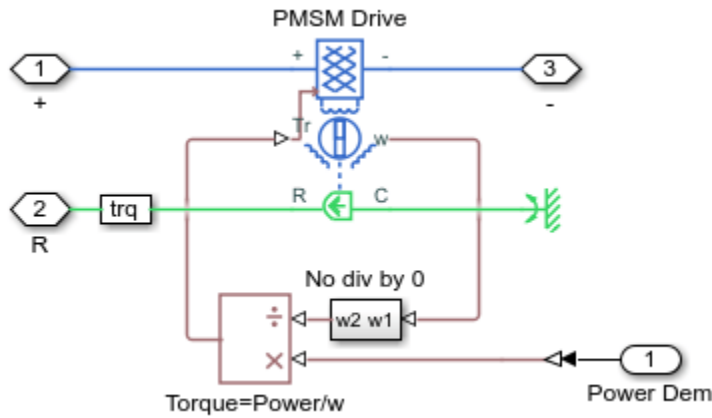 PMSM Drive
1
+
-
3
+
-
Tr
w
2
trq
R
C
R
No div by 0
÷
w2 w1
×
1
Torque=Power/w
Power Dem